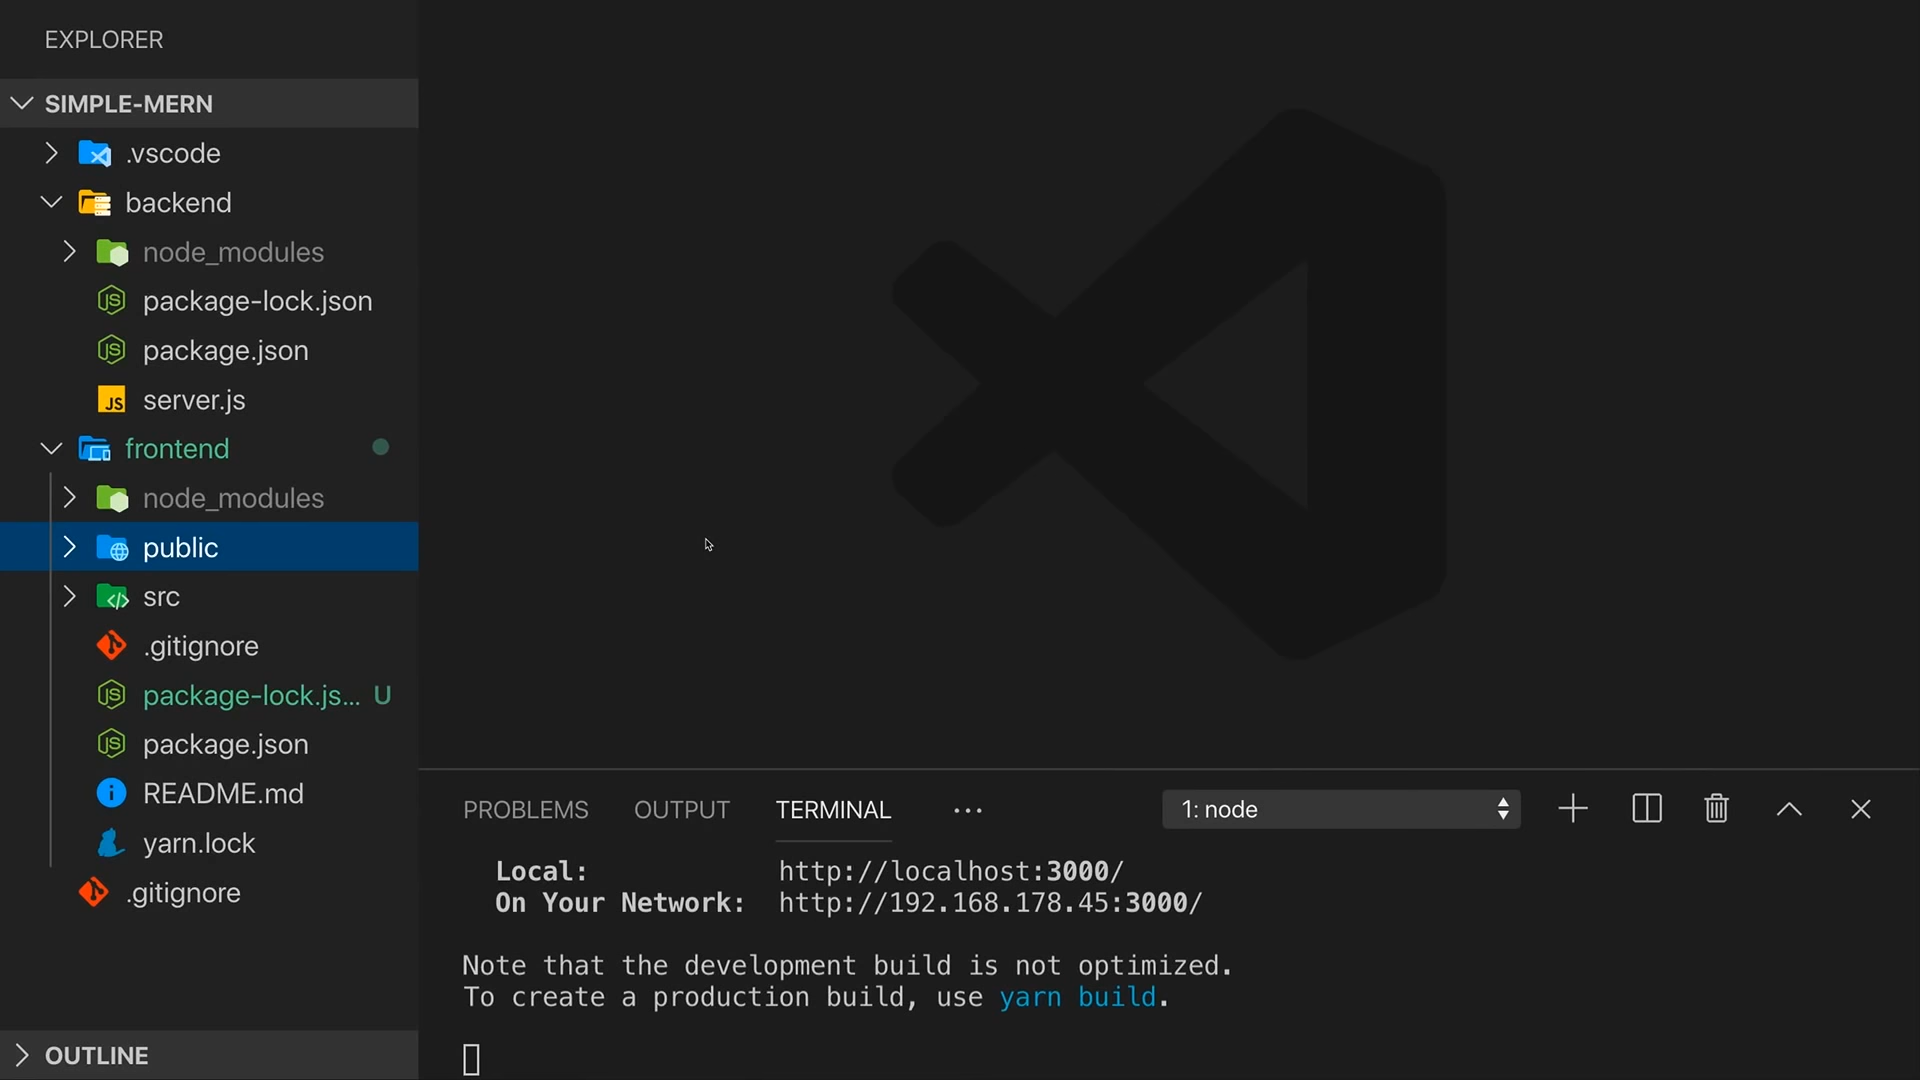 EXPLORER
SIMPLE-MERN
.vscode
backend
node_modules
package-lock.json
package.json
JS server.js
frontend
node_modules
public
src
.gitignore
package-lock.js... U
package.json
README.md
yarn.lock
.gitignore
OUTLINE
PROBLEMS OUTPUT TERMINAL ... 1: node
Local: http://localhost:3000/
On Your Network: http://192.168.178.45:3000/
Note that the development build is not optimized.
To create a production build, use yarn build.